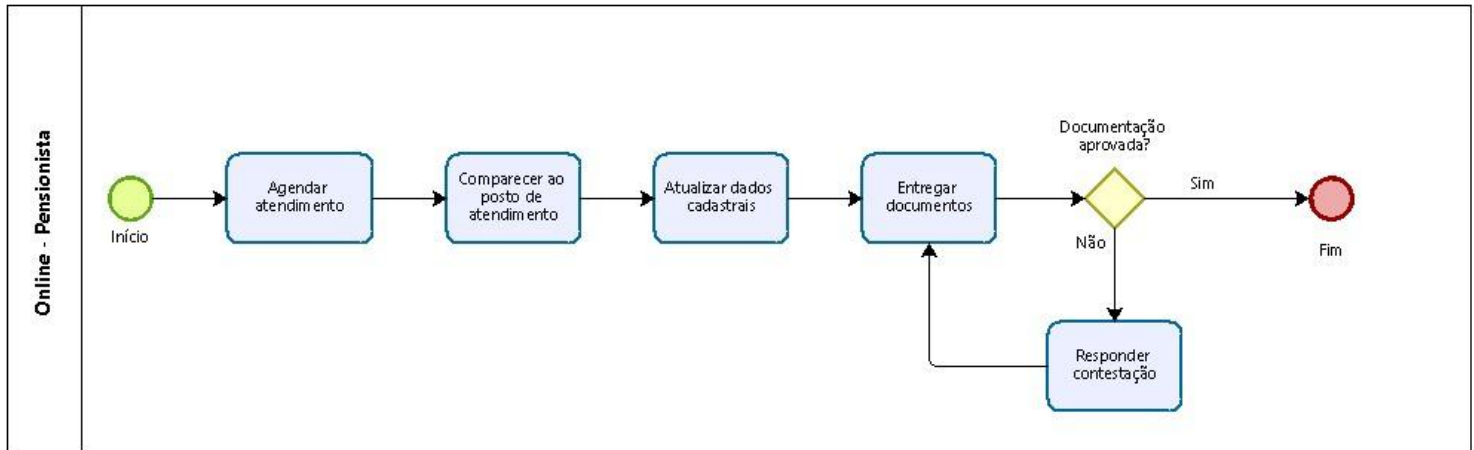 Online - Pensionista
Início
Agendar
atendimento
Comparecer ao
posto de
atendimento
Atualizar dados
cadastrais
Entregar
documentos
Documentação
aprovada?
Sim
Não
Fim
Responder
contestação